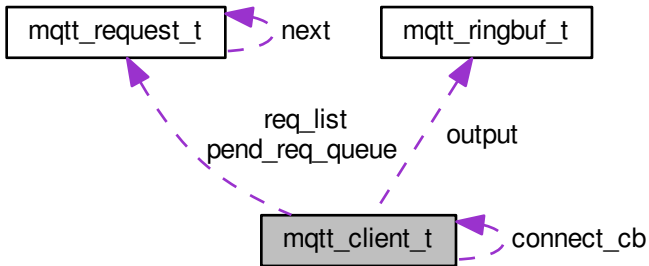 mqtt_request_t
next
mqtt_ringbuf_t
req_list
pend_req_queue
output
mqtt_client_t
connect_cb